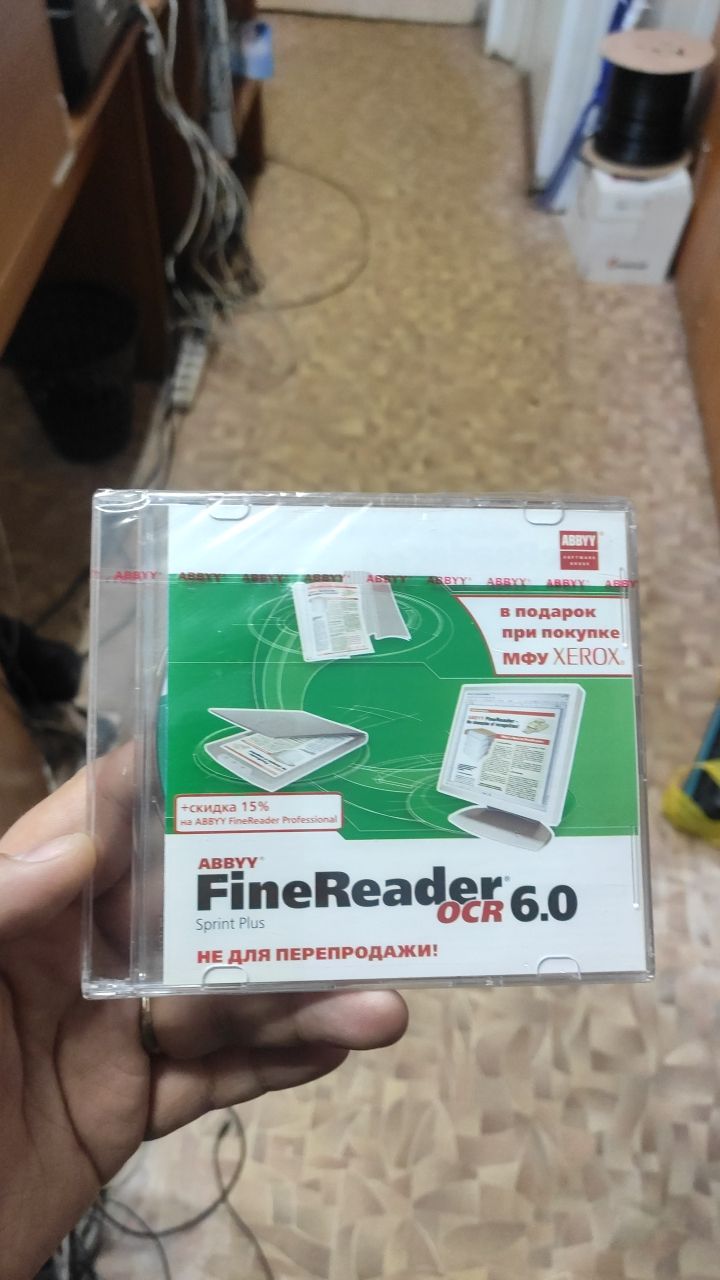 ABBYY
SOFTWARE
HOUSE
ABBYY ABBYY ABBYY ABBYY ABBYY ABBYY ABBYY ABBYY ABBYY
в подарок
при покупке
МФУ XEROX®
+скидка 15%
на ABBYY FineReader Professional
ABBYY®
FineReader®
OCR 6.0
Sprint Plus
НЕ ДЛЯ ПЕРЕПРОДАЖИ!